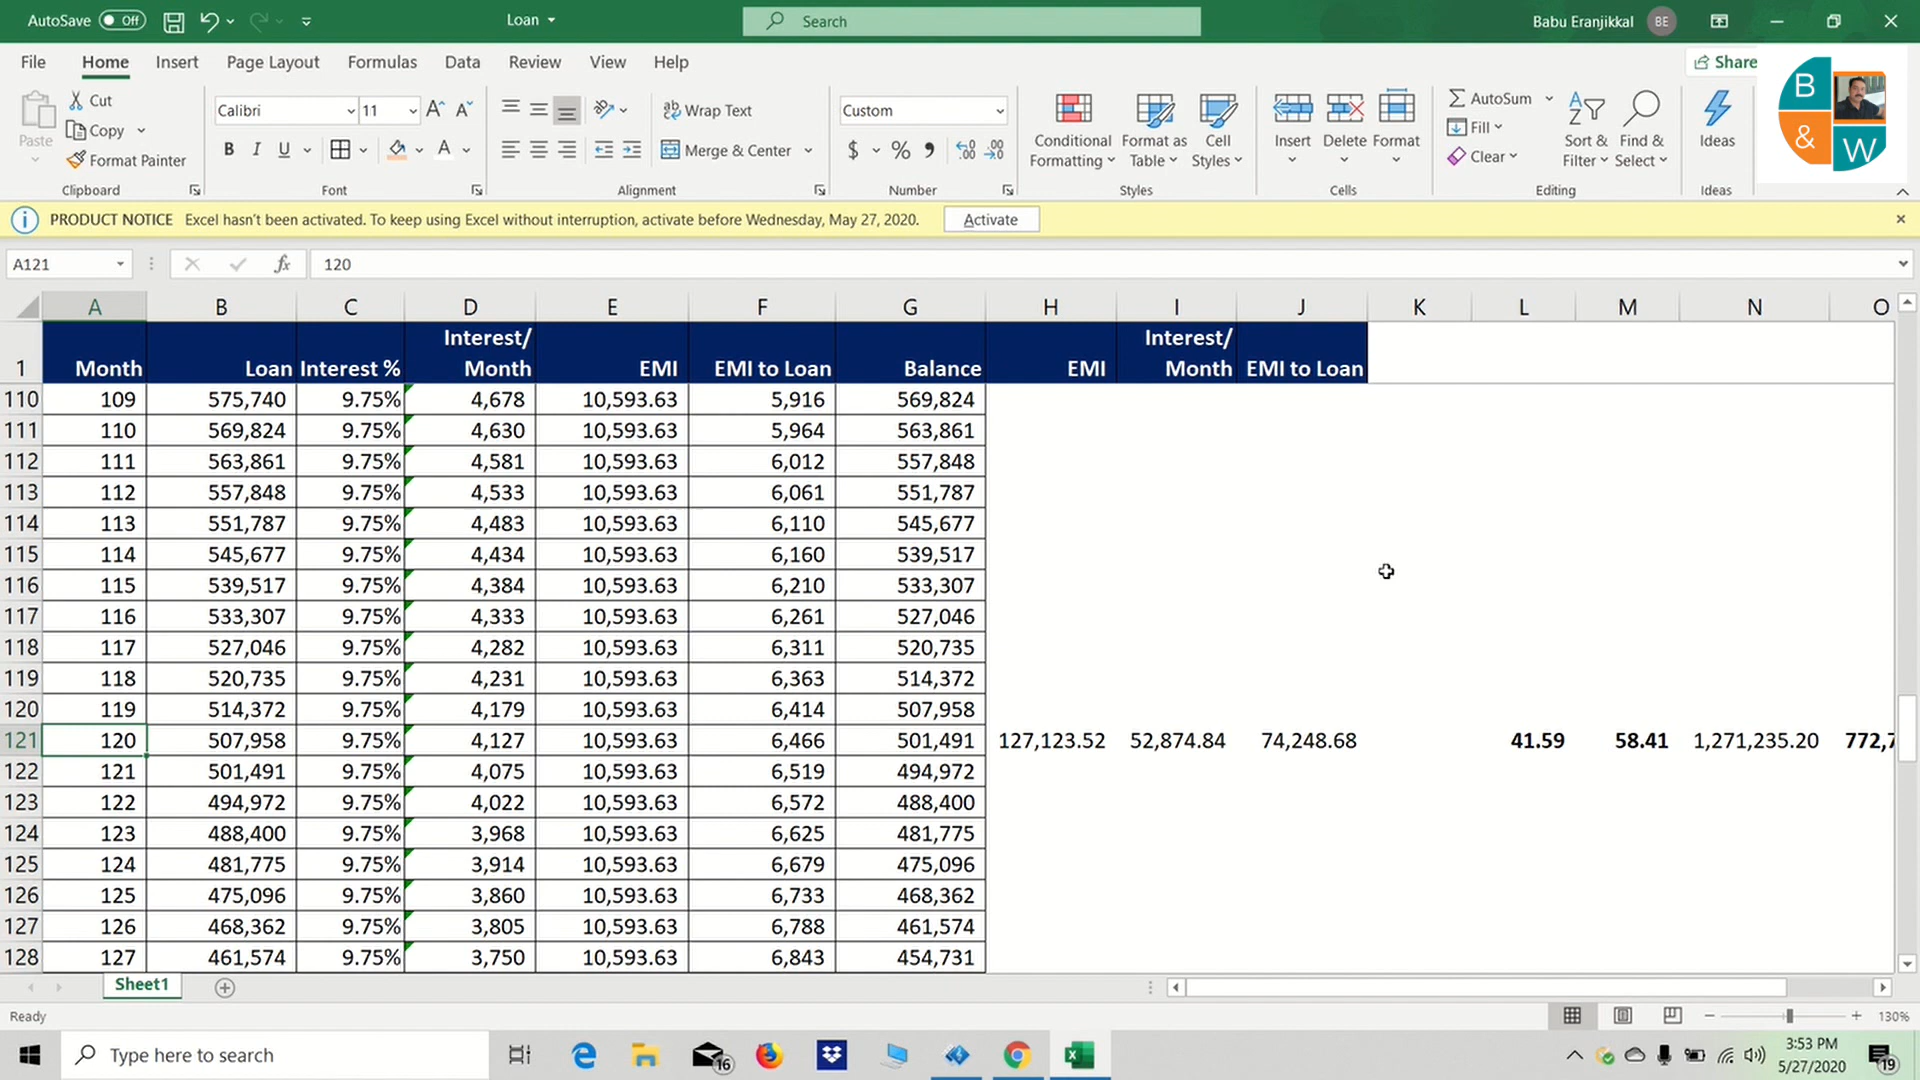 AutoSave Off Loan Search Babu Eranjikkal BE
File Home Insert Page Layout Formulas Data Review View Help Share
B & W
Paste Cut Copy Format Painter Clipboard
Calibri 11 B I U A Font
Wrap Text Merge & Center Alignment
Custom $ % Number
Conditional Formatting Format as Table Cell Styles Styles
Insert Delete Format Cells
AutoSum Fill Clear Sort & Filter Find & Select Editing
Ideas Ideas
PRODUCT NOTICE Excel hasn't been activated. To keep using Excel without interruption, activate before Wednesday, May 27, 2020. Activate
A121 fx 120
A B C D E F G H I J K L M N O
1 Month Loan Interest % Interest/ Month EMI EMI to Loan Balance EMI Interest/ Month EMI to Loan
110 109 575,740 9.75% 4,678 10,593.63 5,916 569,824
111 110 569,824 9.75% 4,630 10,593.63 5,964 563,861
112 111 563,861 9.75% 4,581 10,593.63 6,012 557,848
113 112 557,848 9.75% 4,533 10,593.63 6,061 551,787
114 113 551,787 9.75% 4,483 10,593.63 6,110 545,677
115 114 545,677 9.75% 4,434 10,593.63 6,160 539,517
116 115 539,517 9.75% 4,384 10,593.63 6,210 533,307
117 116 533,307 9.75% 4,333 10,593.63 6,261 527,046
118 117 527,046 9.75% 4,282 10,593.63 6,311 520,735
119 118 520,735 9.75% 4,231 10,593.63 6,363 514,372
120 119 514,372 9.75% 4,179 10,593.63 6,414 507,958
121 120 507,958 9.75% 4,127 10,593.63 6,466 501,491 127,123.52 52,874.84 74,248.68 41.59 58.41 1,271,235.20 772,7
122 121 501,491 9.75% 4,075 10,593.63 6,519 494,972
123 122 494,972 9.75% 4,022 10,593.63 6,572 488,400
124 123 488,400 9.75% 3,968 10,593.63 6,625 481,775
125 124 481,775 9.75% 3,914 10,593.63 6,679 475,096
126 125 475,096 9.75% 3,860 10,593.63 6,733 468,362
127 126 468,362 9.75% 3,805 10,593.63 6,788 461,574
128 127 461,574 9.75% 3,750 10,593.63 6,843 454,731
Sheet1
Ready 130%
Type here to search 16 3:53 PM
5/27/2020 19